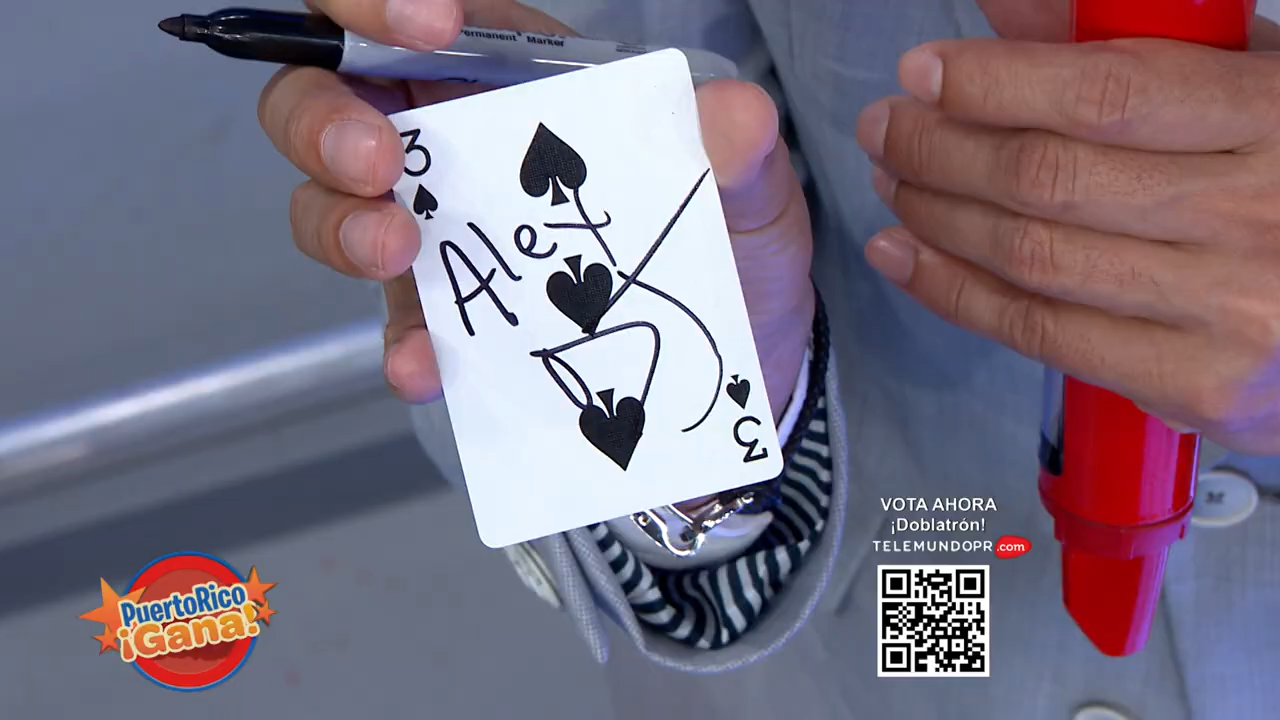 Permanent Marker
3
Alex
3
VOTA AHORA
¡Doblatrón!
TELEMUNDOPR.com
PuertoRico
¡Gana!